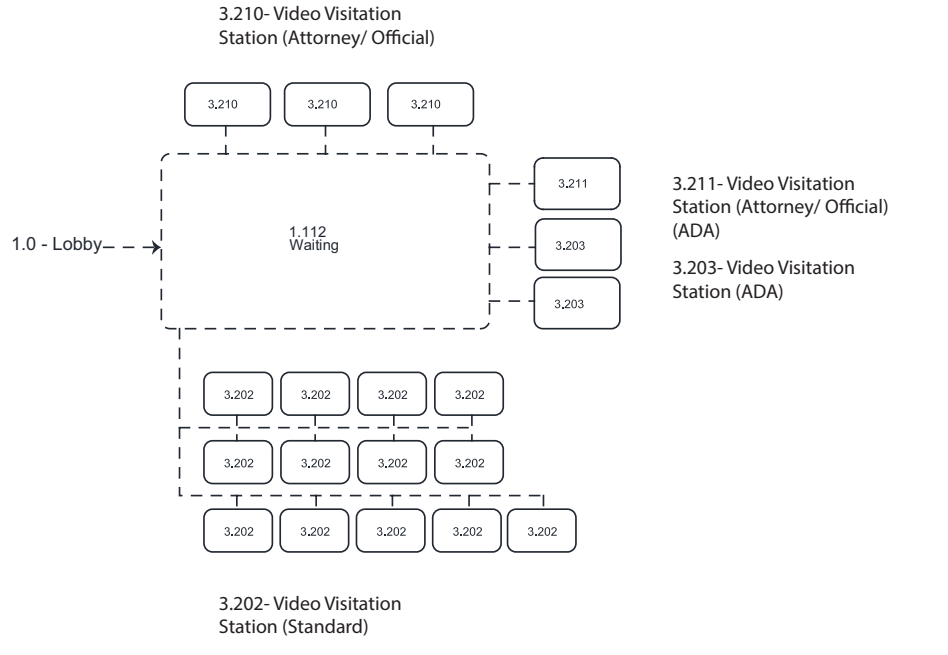 3.210- Video Visitation
Station (Attorney/ Official)
3.210
3.210
3.210
1.0 - Lobby
1.112
Waiting
3.211
3.203
3.203
3.211- Video Visitation
Station (Attorney/ Official)
(ADA)
3.203- Video Visitation
Station (ADA)
3.202
3.202
3.202
3.202
3.202
3.202
3.202
3.202
3.202
3.202
3.202
3.202
3.202
3.202- Video Visitation
Station (Standard)